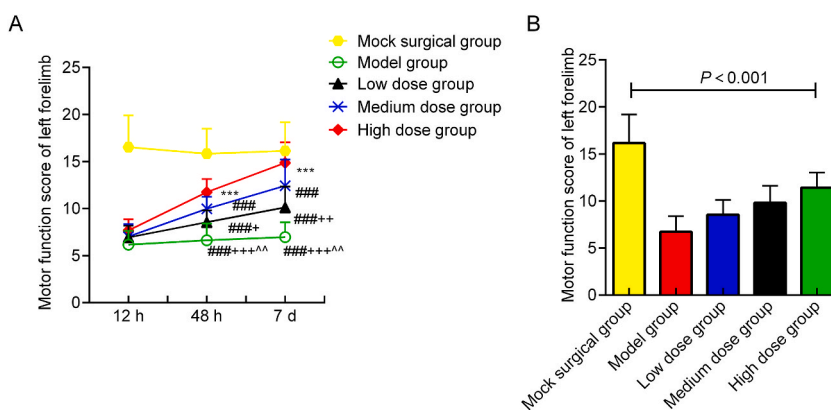 A
Motor function score of left forelimb
25
20
15
10
5
0
12 h
48 h
7 d
Mock surgical group
Model group
Low dose group
Medium dose group
High dose group
***
###
###+
###+++^^
***
###
###++
###+++^^
B
Motor function score of left forelimb
25
20
15
10
5
0
P < 0.001
Mock surgical group
Model group
Low dose group
Medium dose group
High dose group